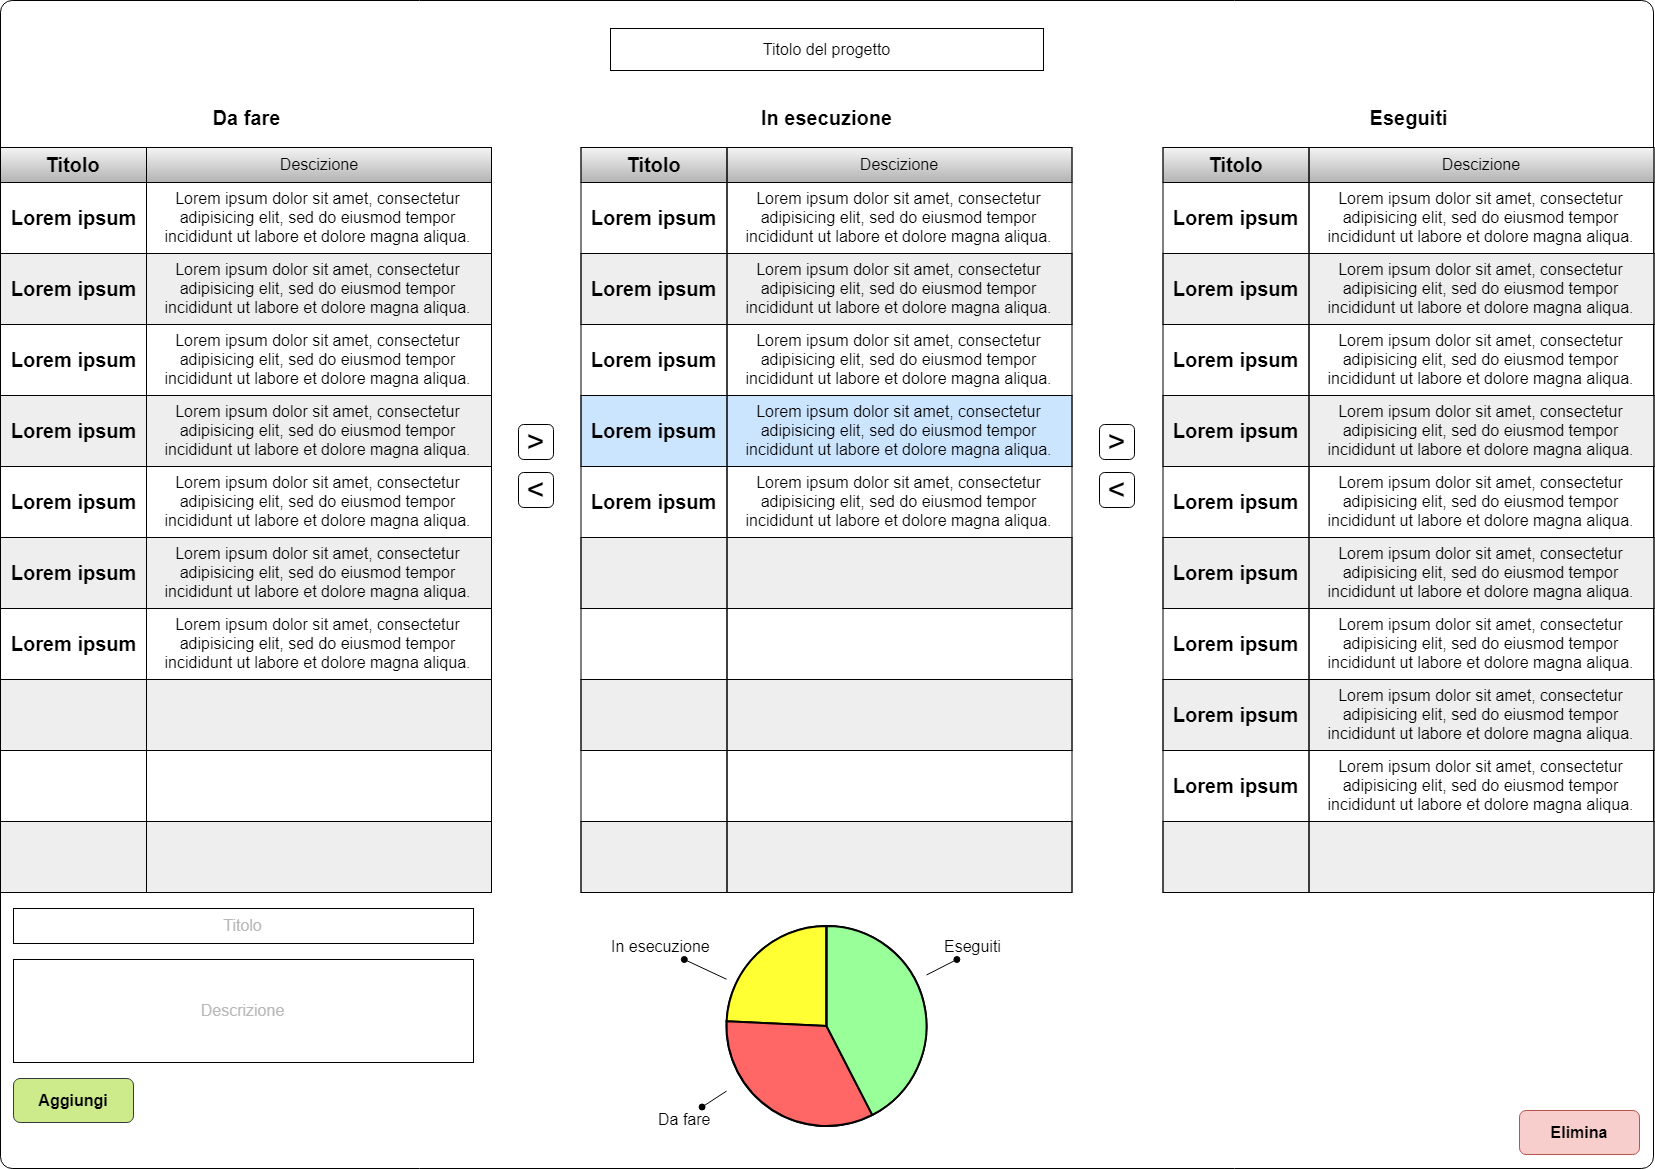 Titolo del progetto
Da fare
Titolo
Descizione
Lorem ipsum
Lorem ipsum dolor sit amet, consectetur
adipisicing elit, sed do eiusmod tempor
incididunt ut labore et dolore magna aliqua.
Lorem ipsum
Lorem ipsum dolor sit amet, consectetur
adipisicing elit, sed do eiusmod tempor
incididunt ut labore et dolore magna aliqua.
Lorem ipsum
Lorem ipsum dolor sit amet, consectetur
adipisicing elit, sed do eiusmod tempor
incididunt ut labore et dolore magna aliqua.
Lorem ipsum
Lorem ipsum dolor sit amet, consectetur
adipisicing elit, sed do eiusmod tempor
incididunt ut labore et dolore magna aliqua.
Lorem ipsum
Lorem ipsum dolor sit amet, consectetur
adipisicing elit, sed do eiusmod tempor
incididunt ut labore et dolore magna aliqua.
Lorem ipsum
Lorem ipsum dolor sit amet, consectetur
adipisicing elit, sed do eiusmod tempor
incididunt ut labore et dolore magna aliqua.
Lorem ipsum
Lorem ipsum dolor sit amet, consectetur
adipisicing elit, sed do eiusmod tempor
incididunt ut labore et dolore magna aliqua.
>
<
In esecuzione
Titolo
Descizione
Lorem ipsum
Lorem ipsum dolor sit amet, consectetur
adipisicing elit, sed do eiusmod tempor
incididunt ut labore et dolore magna aliqua.
Lorem ipsum
Lorem ipsum dolor sit amet, consectetur
adipisicing elit, sed do eiusmod tempor
incididunt ut labore et dolore magna aliqua.
Lorem ipsum
Lorem ipsum dolor sit amet, consectetur
adipisicing elit, sed do eiusmod tempor
incididunt ut labore et dolore magna aliqua.
Lorem ipsum
Lorem ipsum dolor sit amet, consectetur
adipisicing elit, sed do eiusmod tempor
incididunt ut labore et dolore magna aliqua.
Lorem ipsum
Lorem ipsum dolor sit amet, consectetur
adipisicing elit, sed do eiusmod tempor
incididunt ut labore et dolore magna aliqua.
>
<
Eseguiti
Titolo
Descizione
Lorem ipsum
Lorem ipsum dolor sit amet, consectetur
adipisicing elit, sed do eiusmod tempor
incididunt ut labore et dolore magna aliqua.
Lorem ipsum
Lorem ipsum dolor sit amet, consectetur
adipisicing elit, sed do eiusmod tempor
incididunt ut labore et dolore magna aliqua.
Lorem ipsum
Lorem ipsum dolor sit amet, consectetur
adipisicing elit, sed do eiusmod tempor
incididunt ut labore et dolore magna aliqua.
Lorem ipsum
Lorem ipsum dolor sit amet, consectetur
adipisicing elit, sed do eiusmod tempor
incididunt ut labore et dolore magna aliqua.
Lorem ipsum
Lorem ipsum dolor sit amet, consectetur
adipisicing elit, sed do eiusmod tempor
incididunt ut labore et dolore magna aliqua.
Lorem ipsum
Lorem ipsum dolor sit amet, consectetur
adipisicing elit, sed do eiusmod tempor
incididunt ut labore et dolore magna aliqua.
Lorem ipsum
Lorem ipsum dolor sit amet, consectetur
adipisicing elit, sed do eiusmod tempor
incididunt ut labore et dolore magna aliqua.
Lorem ipsum
Lorem ipsum dolor sit amet, consectetur
adipisicing elit, sed do eiusmod tempor
incididunt ut labore et dolore magna aliqua.
Lorem ipsum
Lorem ipsum dolor sit amet, consectetur
adipisicing elit, sed do eiusmod tempor
incididunt ut labore et dolore magna aliqua.
Titolo
Descrizione
Aggiungi
In esecuzione
Eseguiti
Da fare
Elimina